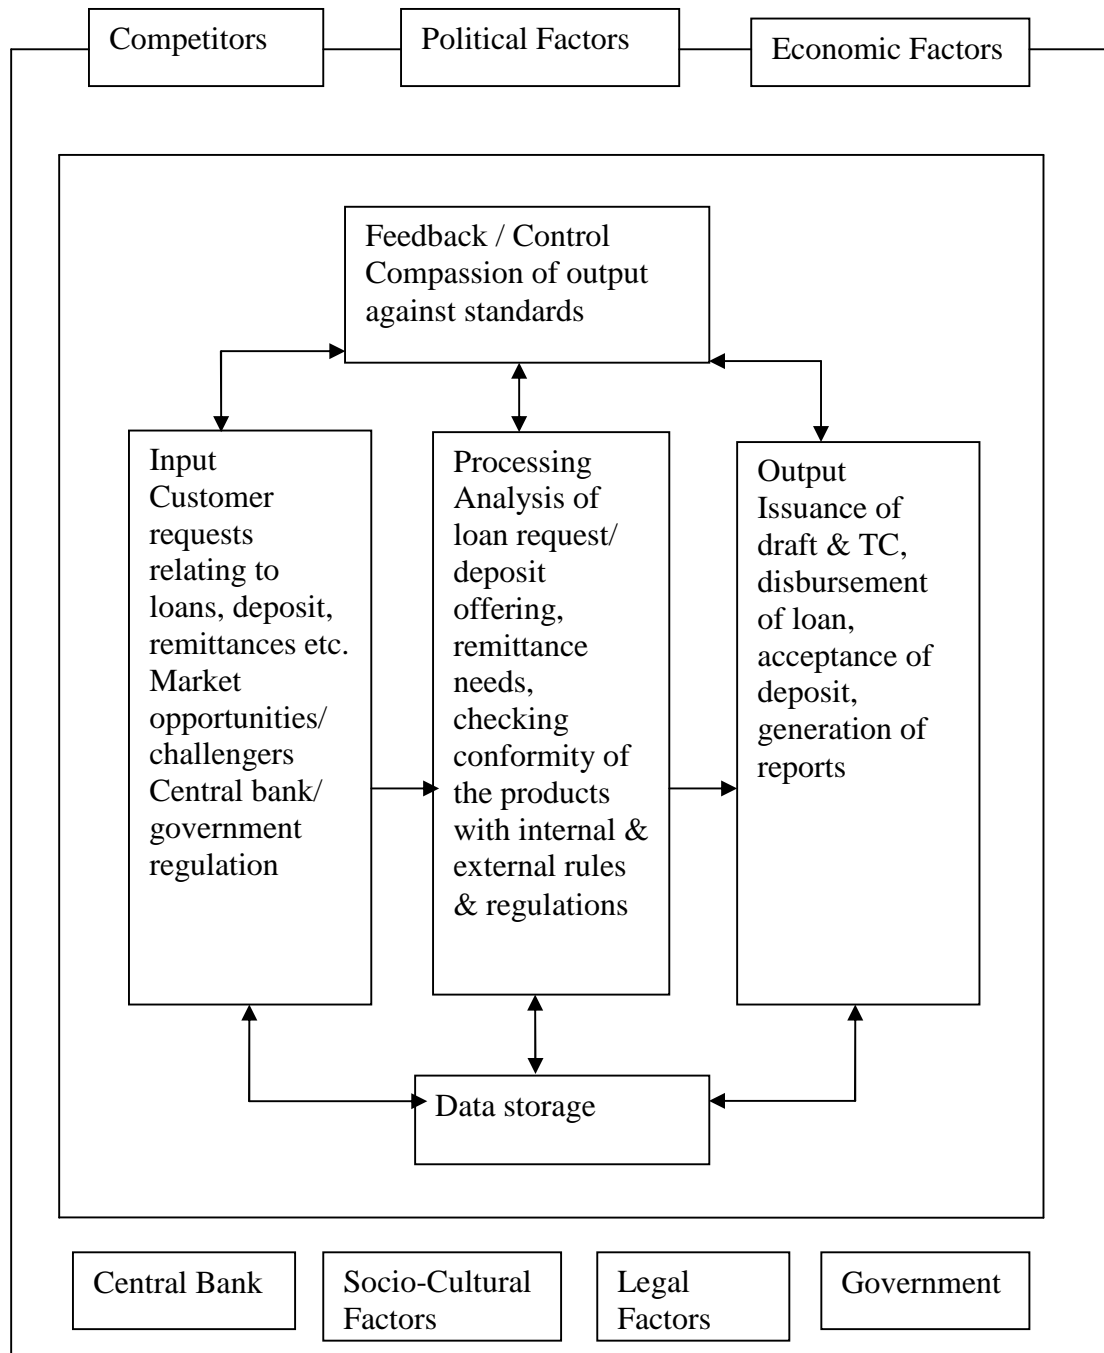 Competitors
Political Factors
Economic Factors
Feedback / Control
Compassion of output
against standards
Input
Customer
requests
relating to
loans, deposit,
remittances etc.
Market
opportunities/
challengers
Central bank/
government
regulation
Processing
Analysis of
loan request/
deposit
offering,
remittance
needs,
checking
conformity of
the products
with internal &
external rules
& regulations
Output
Issuance of
draft & TC,
disbursement
of loan,
acceptance of
deposit,
generation of
reports
Data storage
Central Bank
Socio-Cultural
Factors
Legal
Factors
Government